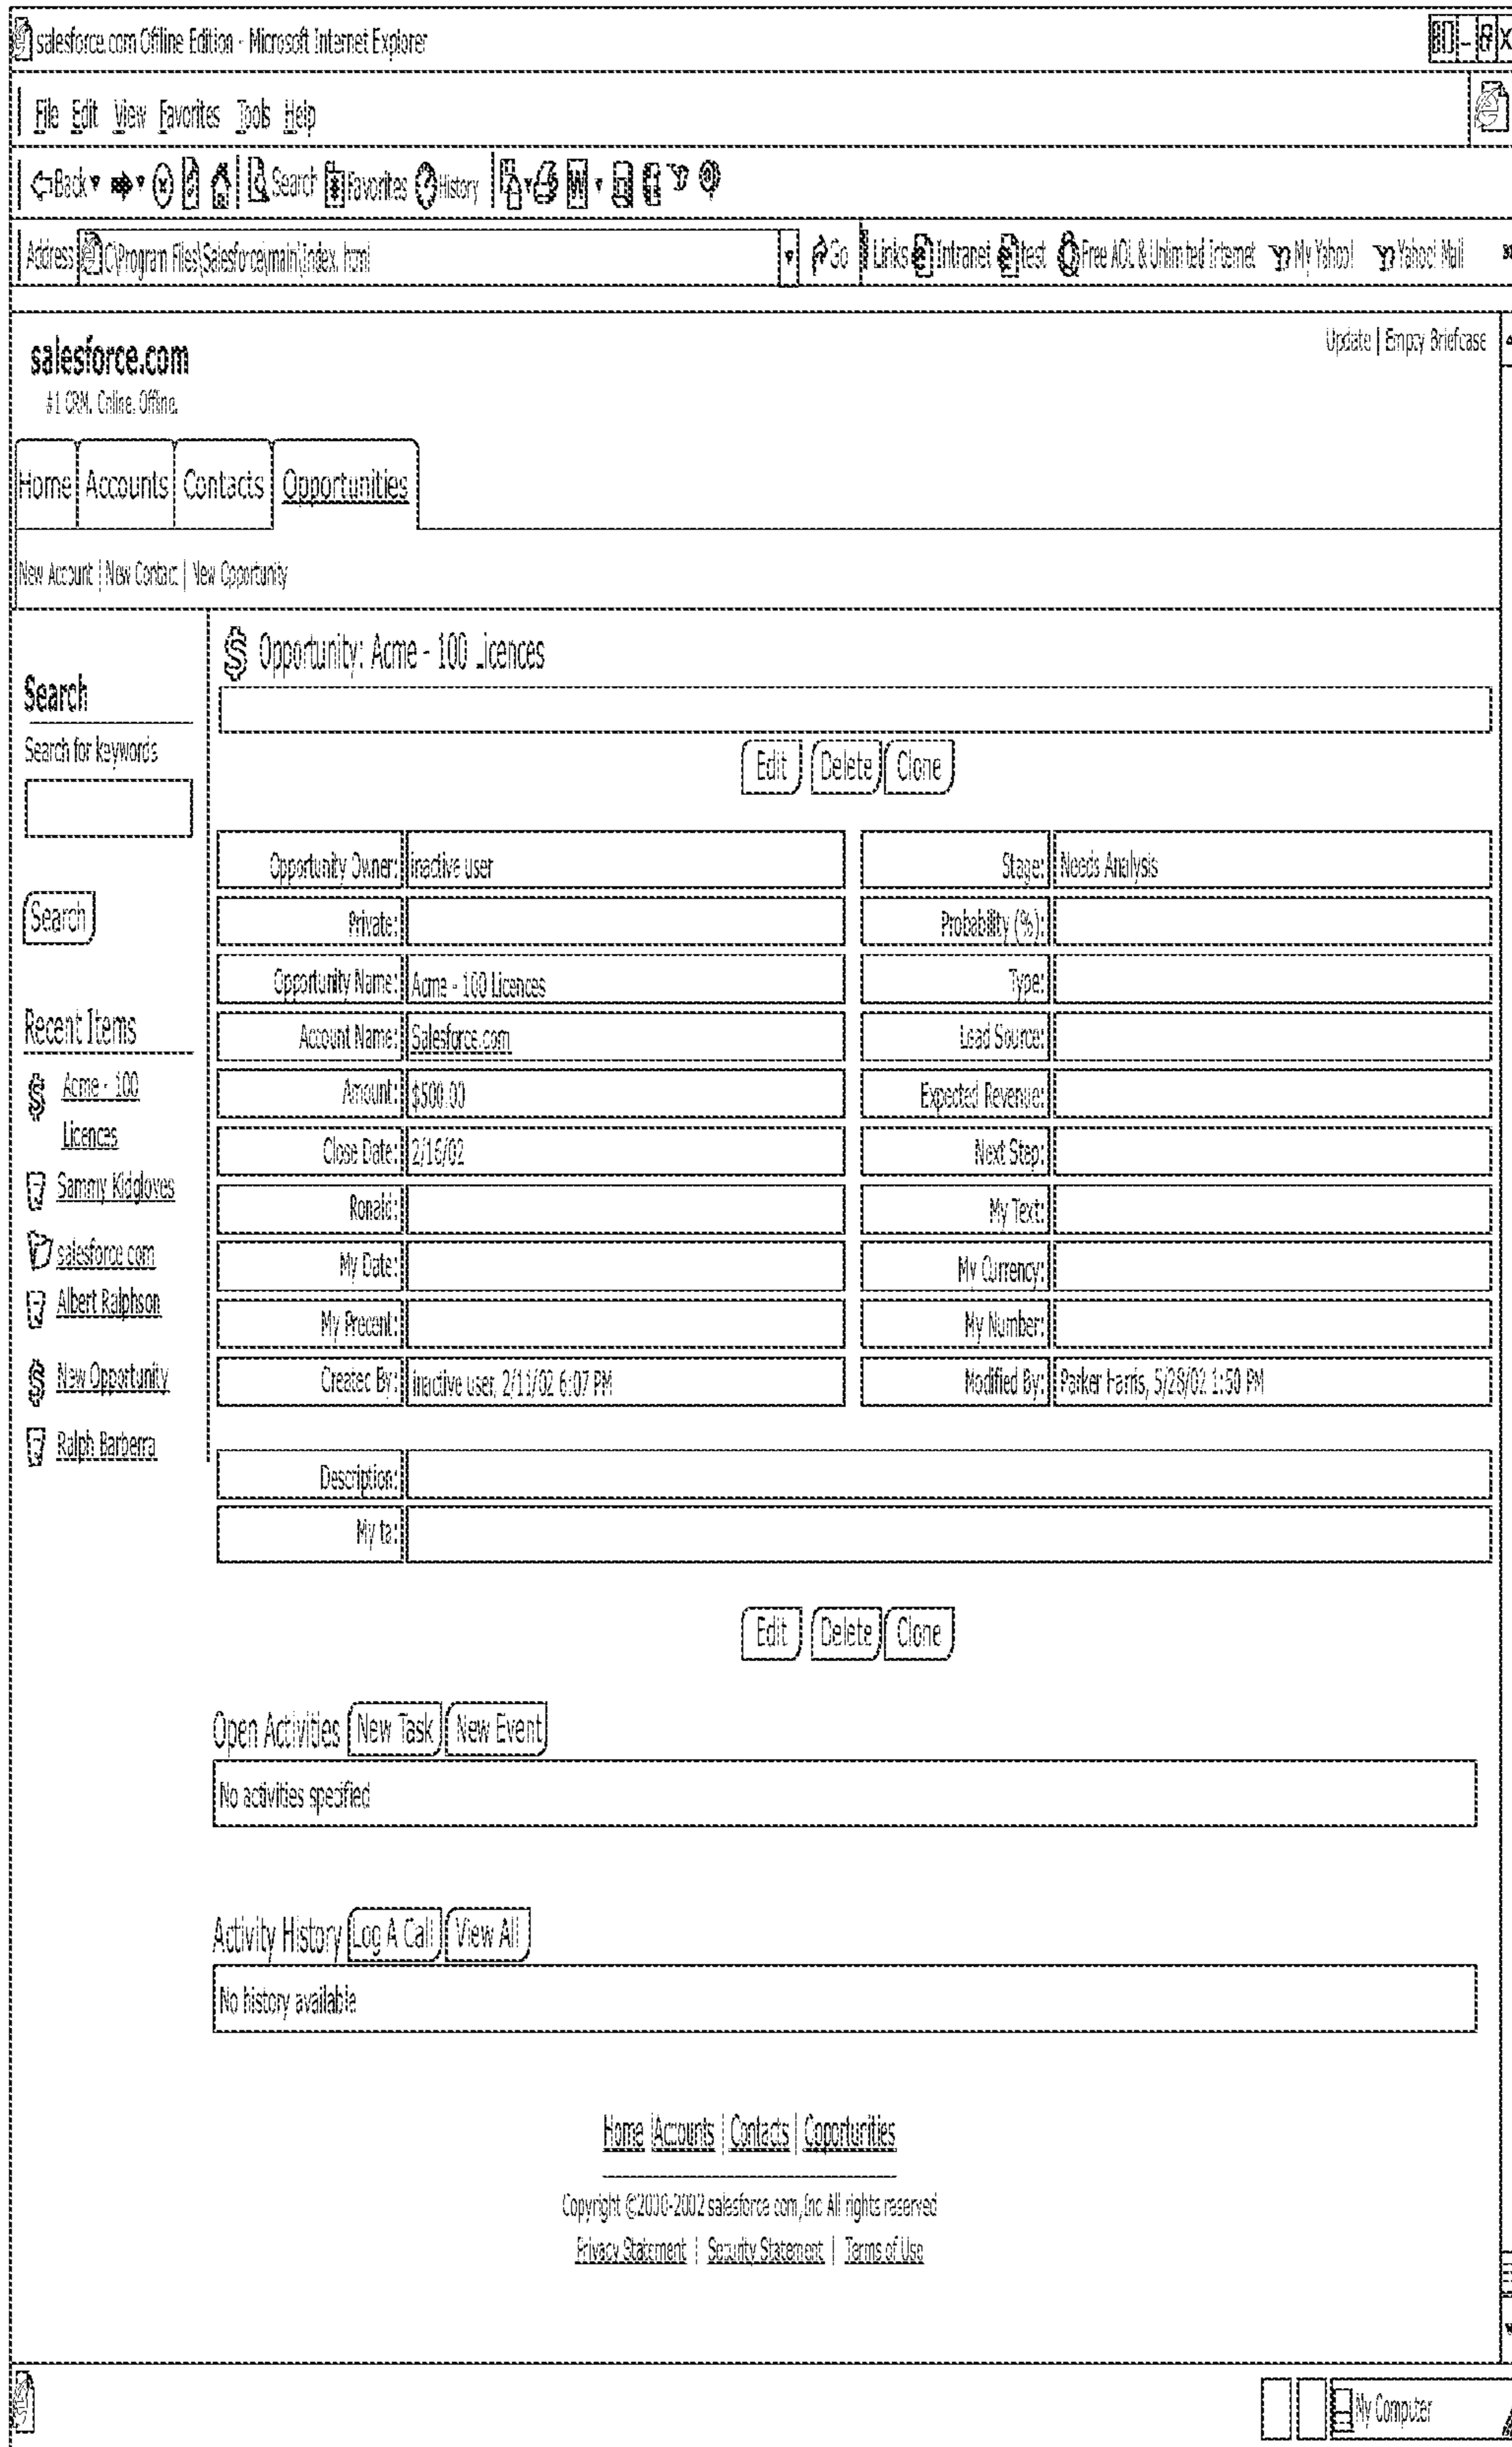 salesforce.com Offline Edition - Microsoft Internet Explorer
File Edit View Favorites Tools Help
Back Search Favorites History
Address C:\Program Files\Salesforce\main\index.html Go Links Intranet test Free AOL & Unlimited Internet My Yahoo! Yahoo! Mail »
salesforce.com
Update | Empty Briefcase
#1 CRM. Online. Offline.
Home Accounts Contacts Opportunities
New Account | New Contact | New Opportunity
Search
Search for keywords
Search
Recent Items
Acme - 100
Licences
Sammy Kidgloves
salesforce.com
Albert Ralphson
New Opportunity
Ralph Barberra
Opportunity: Acme - 100 Licences
Edit Delete Clone
Opportunity Owner: inactive user Stage: Needs Analysis
Private: Probability (%):
Opportunity Name: Acme - 100 Licences Type:
Account Name: Salesforce.com Lead Source:
Amount: $500.00 Expected Revenue:
Close Date: 2/16/02 Next Step:
Ronald: My Text:
My Date: My Currency:
My Precent: My Number:
Created By: inactive user, 2/11/02 6:07 PM Modified By: Parker Harris, 5/28/02 1:50 PM
Description:
My ta:
Edit Delete Clone
Open Activities New Task New Event
No activities specified
Activity History Log A Call View All
No history available
Home | Accounts | Contacts | Opportunities
Copyright ©2000-2002 salesforce.com, Inc All rights reserved
Privacy Statement | Security Statement | Terms of Use
My Computer